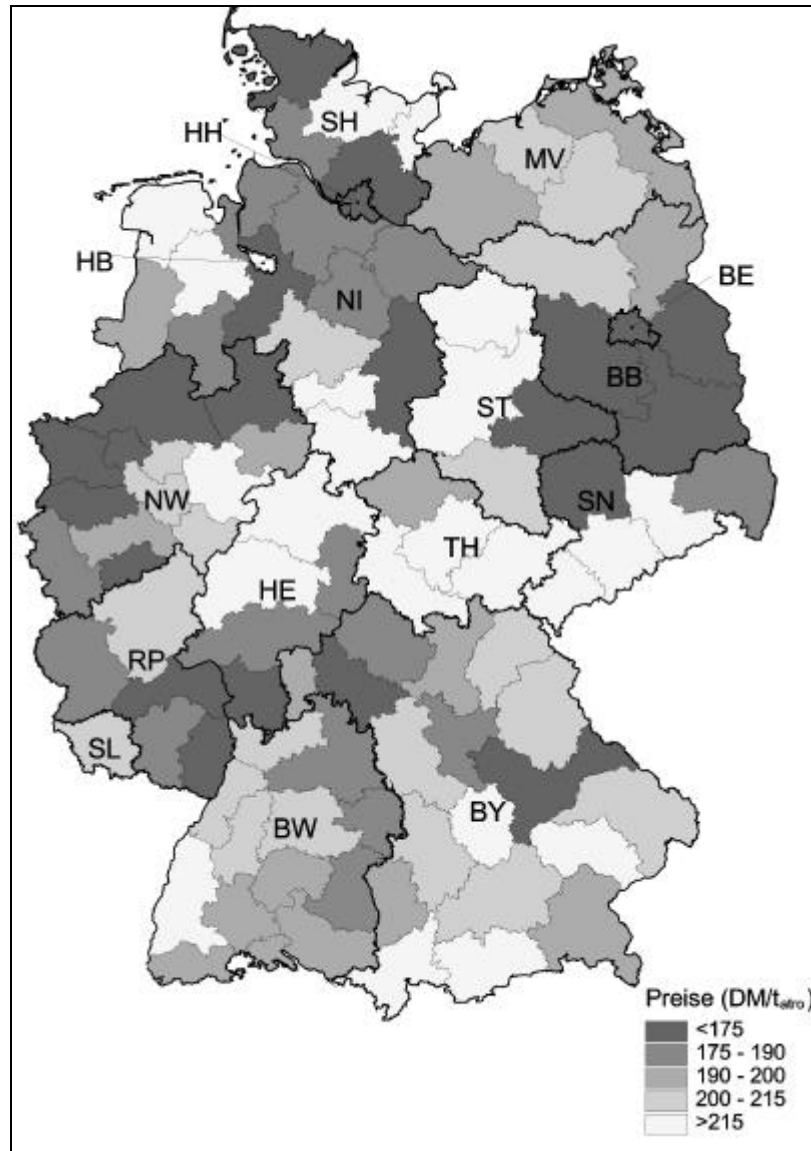 SH
HH
MV
HB
BE
NI
BB
ST
NW
SN
TH
HE
RP
SL
BW
BY
Preise (DM/t_atro)
<175
175 - 190
190 - 200
200 - 215
>215